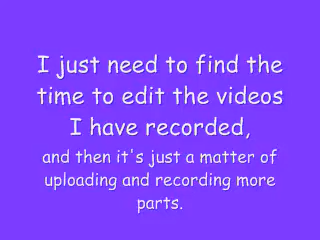 I just need to find the
time to edit the videos
I have recorded,
and then it's just a matter of
uploading and recording more
parts.